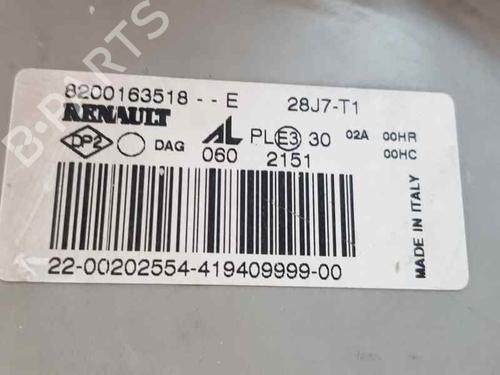 B-PARTS
8200163518--E 28J7-T1
RENAULT AL PL E3 30 02A 00HR
DP2 DAG 060 2151 00HC
22-00202554-419409999-00
MADE IN ITALY